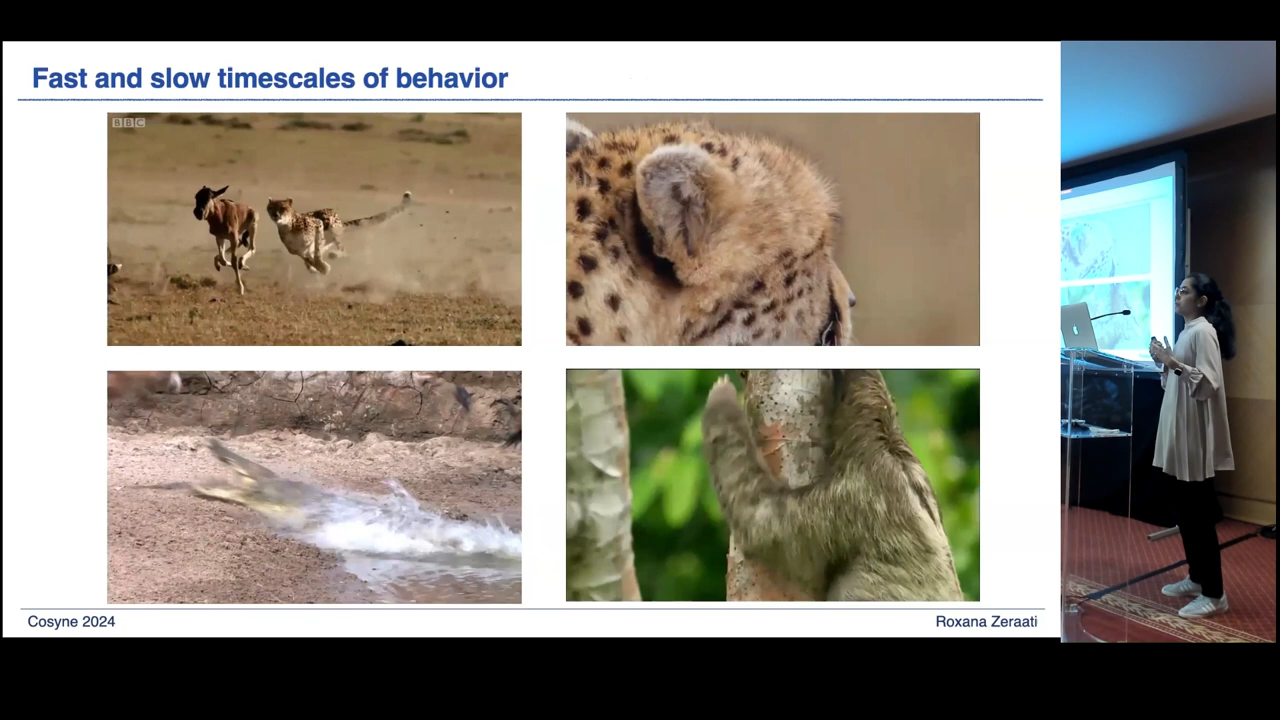 Fast and slow timescales of behavior
BBC
Cosyne 2024
Roxana Zeraati